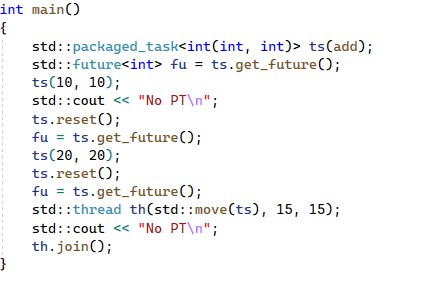 int main()
{
    std::packaged_task<int(int, int)> ts(add);
    std::future<int> fu = ts.get_future();
    ts(10, 10);
    std::cout << "No PT\n";
    ts.reset();
    fu = ts.get_future();
    ts(20, 20);
    ts.reset();
    fu = ts.get_future();
    std::thread th(std::move(ts), 15, 15);
    std::cout << "No PT\n";
    th.join();
}